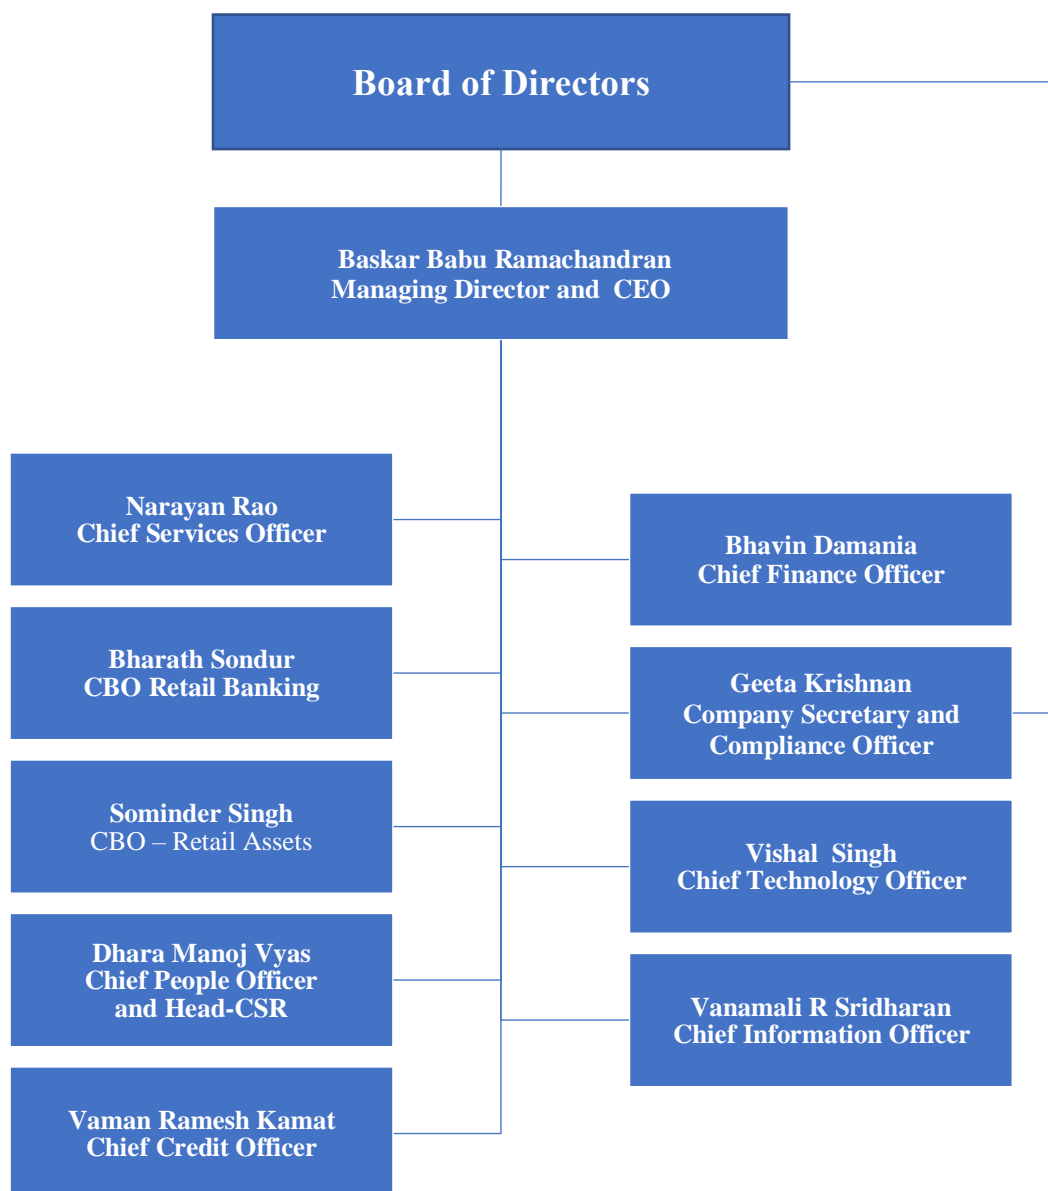 Board of Directors
Baskar Babu Ramachandran
Managing Director and  CEO
Narayan Rao
Chief Services Officer
Bharath Sondur
CBO Retail Banking
Sominder Singh
CBO – Retail Assets
Dhara Manoj Vyas
Chief People Officer
and Head-CSR
Vaman Ramesh Kamat
Chief Credit Officer
Bhavin Damania
Chief Finance Officer
Geeta Krishnan
Company Secretary and
Compliance Officer
Vishal  Singh
Chief Technology Officer
Vanamali R Sridharan
Chief Information Officer